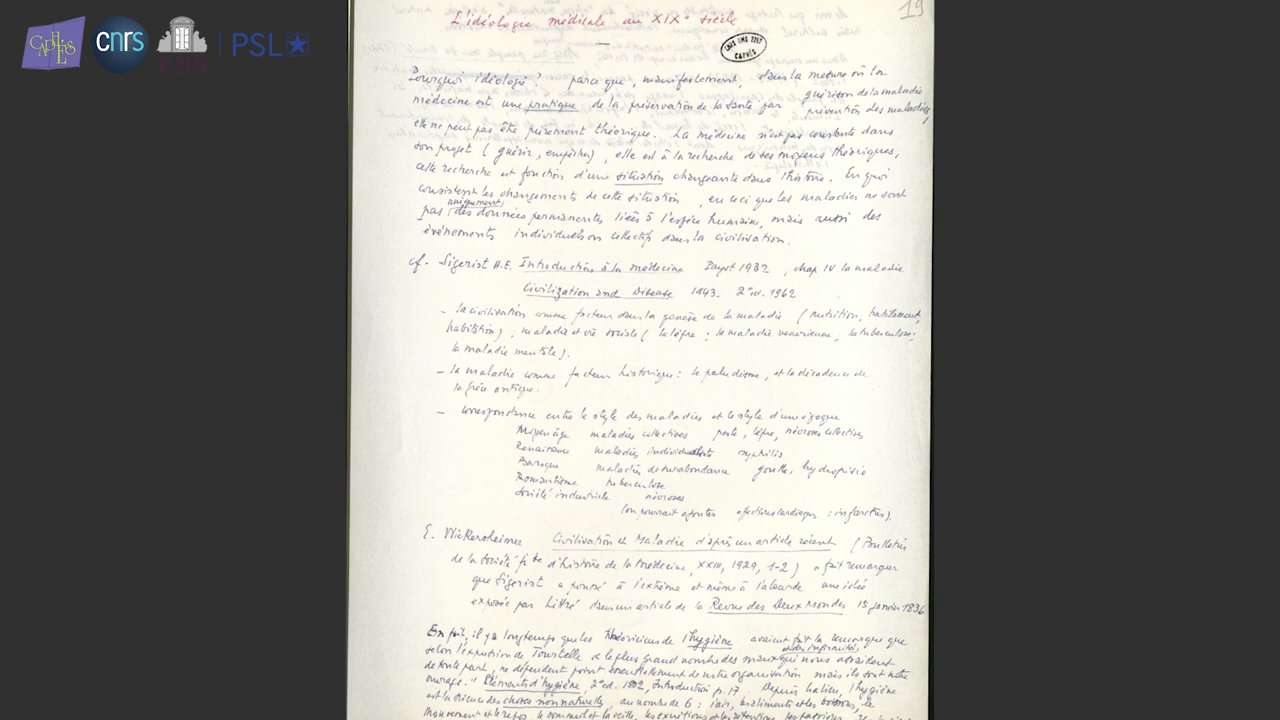 CAPHES
cnrs
ENS
PSL
19
L'idéologie médicale au XIXe siècle
CNRS UMS 2267
CAPHÉS
Pourquoi idéologie ? parce que, manifestement, dans la mesure où la
médecine est une pratique de la préservation de la santé par guérison de la maladie
prévention des maladies,
elle ne peut pas être purement théorique. La médecine n'est pas constante dans
son projet (guérir, empêcher), elle est à la recherche de ses moyens théoriques,
cette recherche est fonction d'une situation changeante dans l'histoire. En quoi
consistent les changements de cette situation, en ceci que les maladies ne sont
pas uniquement des données permanentes liées à l'espèce humaine, mais aussi des
événements individuels ou collectifs dans la civilisation.
cf. Sigerist H.E. Introduction à la médecine Payot 1932, chap IV la maladie
Civilization and Disease 1943. 2e éd. 1962
- la civilisation comme facteur dans la genèse de la maladie (nutrition, habillement,
habitation) ; maladie et vie sociale (la lèpre ; la maladie vénérienne, la tuberculose ;
la maladie mentale).
- la maladie comme facteur historique : le paludisme, et la décadence de
la Grèce antique.
- correspondance entre le style des maladies et le style d'une époque
Moyen âge maladies collectives peste, lèpre, névroses collectives
Renaissance maladies syphilis
Baroque maladies de surabondance goutte, hydropisie
Romantisme tuberculose
Société industrielle névroses
(on pourrait ajouter affections cardiaques : infarctus).
E. Wickersheimer Civilisation et Maladie d'après un article récent (Bulletin
de la Société fçse d'histoire de la Médecine, XXIII, 1929, 1-2) a fait remarquer
que Sigerist a poussé à l'extrême et même à l'absurde une idée
exposée par Littré dans un article de la Revue des Deux Mondes 15 janvier 1836
En fait, il y a longtemps que les théoriciens de l'hygiène avaient fait la remarque que
selon l'expression de Tourtelle "le plus grand nombre des maux et des infirmités qui nous assiègent
de toute part, ne dépendent point essentiellement de notre organisation mais ils sont notre
ouvrage." Éléments d'hygiène, 2e éd. Introduction p. 17. Depuis Galien, l'hygiène
est la science des choses non naturelles, au nombre de 6 : l'air, les aliments et les boissons, le
mouvement et le repos, le sommeil et la veille, les excrétions et les rétentions, les passions.